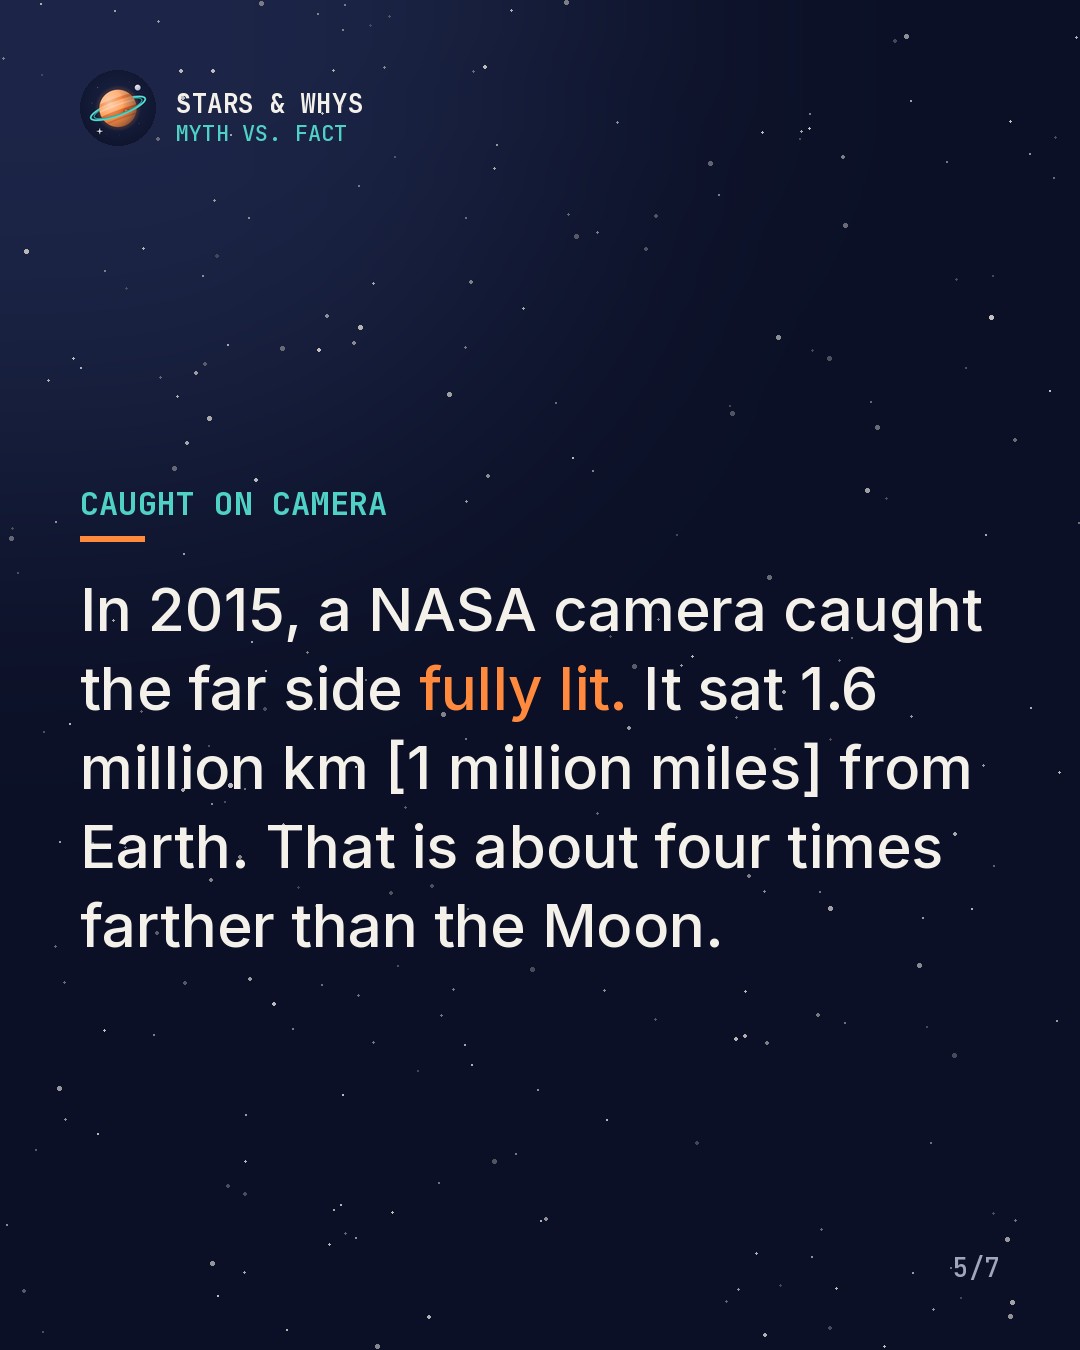 STARS & WHYS
MYTH VS. FACT
CAUGHT ON CAMERA
In 2015, a NASA camera caught
the far side fully lit. It sat 1.6
million km [1 million miles] from
Earth. That is about four times
farther than the Moon.
5/7